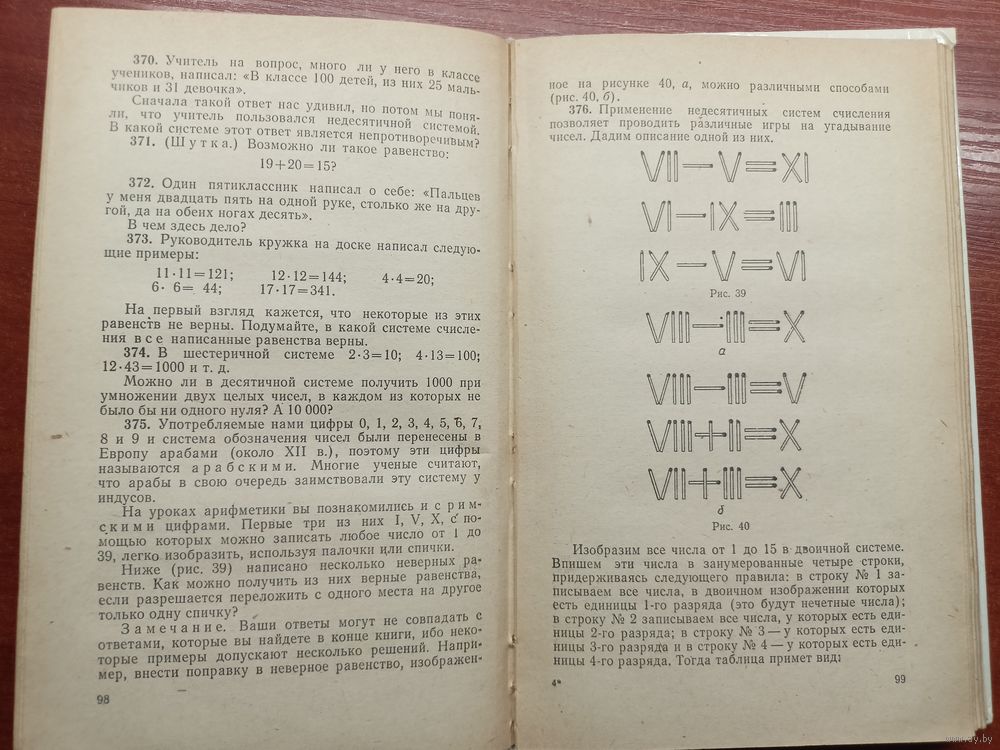 370. Учитель на вопрос, много ли у него в классе
учеников, написал: «В классе 100 детей, из них 25 маль-
чиков и 31 девочка».
Сначала такой ответ нас удивил, но потом мы поня-
ли, что учитель пользовался недесятичной системой.
В какой системе этот ответ является непротиворечивым?
371. (Шутка.) Возможно ли такое равенство:
19+20=15?
372. Один пятиклассник написал о себе: «Пальцев
у меня двадцать пять на одной руке, столько же на дру-
гой, да на обеих ногах десять».
В чем здесь дело?
373. Руководитель кружка на доске написал следую-
щие примеры:
11·11=121; 12·12=144; 4·4=20;
6· 6= 44; 17·17=341.
На первый взгляд кажется, что некоторые из этих
равенств не верны. Подумайте, в какой системе счисле-
ния все написанные равенства верны.
374. В шестеричной системе 2·3=10; 4·13=100;
12·43=1000 и т. д.
Можно ли в десятичной системе получить 1000 при
умножении двух целых чисел, в каждом из которых не
было бы ни одного нуля? А 10 000?
375. Употребляемые нами цифры 0, 1, 2, 3, 4, 5, 6, 7,
8 и 9 и система обозначения чисел были перенесены в
Европу арабами (около XII в.), поэтому эти цифры
называются арабскими. Многие ученые считают,
что арабы в свою очередь заимствовали эту систему у
индусов.
На уроках арифметики вы познакомились и с рим-
скими цифрами. Первые три из них I, V, X, с по-
мощью которых можно записать любое число от 1 до
39, легко изобразить, используя палочки или спички.
Ниже (рис. 39) написано несколько неверных ра-
венств. Как можно получить из них верные равенства,
если разрешается переложить с одного места на другое
только одну спичку?
Замечание. Ваши ответы могут не совпадать с
ответами, которые вы найдете в конце книги, ибо неко-
торые примеры допускают несколько решений. Напри-
мер, внести поправку в неверное равенство, изображен-
98
ное на рисунке 40, а, можно различными способами
(рис. 40, б).
376. Применение недесятичных систем счисления
позволяет проводить различные игры на угадывание
чисел. Дадим описание одной из них.
VII—V=XI
VI—IX=III
IX—V=VI
Рис. 39
VIII—III=X
а
VIII—III=V
VIII+II=X
VII+III=X
б
Рис. 40
Изобразим все числа от 1 до 15 в двоичной системе.
Впишем эти числа в занумерованные четыре строки,
придерживаясь следующего правила: в строку № 1 за-
писываем все числа, в двоичном изображении которых
есть единицы 1-го разряда (это будут нечетные числа);
в строку № 2 записываем все числа, у которых есть еди-
ницы 2-го разряда; в строку № 3 — у которых есть еди-
ницы 3-го разряда и в строку № 4 — у которых есть еди-
ницы 4-го разряда. Тогда таблица примет вид:
4*
99